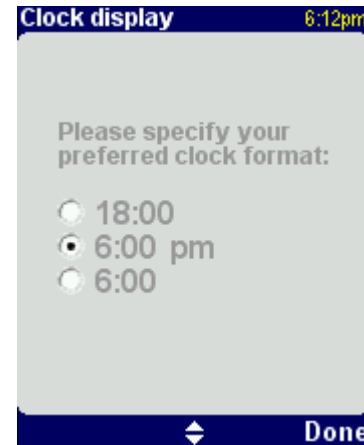 Clock display
6:12pm
Please specify your
preferred clock format:
18:00
6:00 pm
6:00
Done